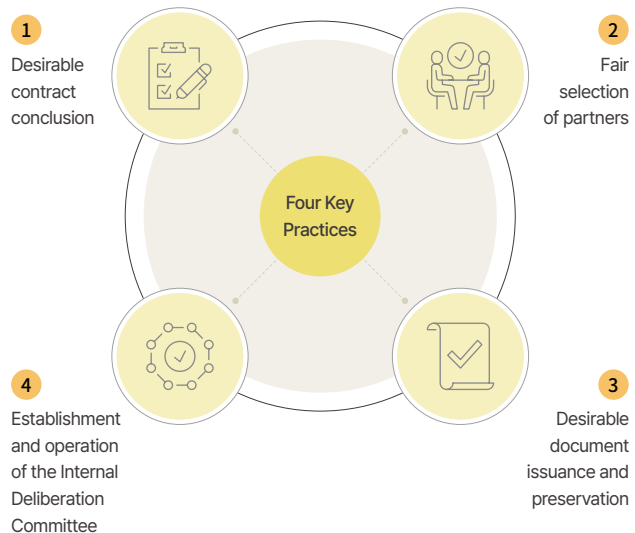 1
Desirable
contract
conclusion
2
Fair
selection
of partners
Four Key
Practices
4
Establishment
and operation
of the Internal
Deliberation
Committee
3
Desirable
document
issuance and
preservation